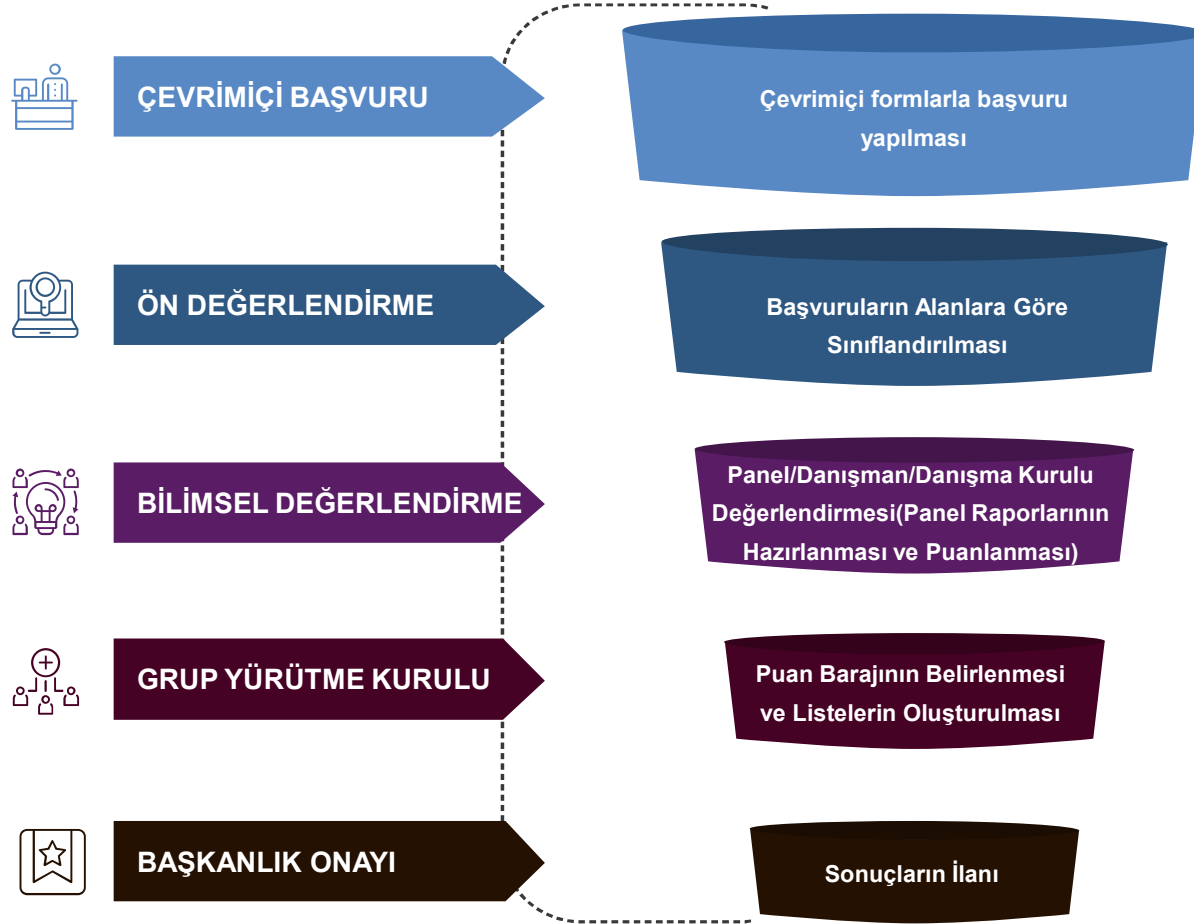 ÇEVRİMİÇİ BAŞVURU
Çevrimiçi formlarla başvuru
yapılması
ÖN DEĞERLENDİRME
Başvuruların Alanlara Göre
Sınıflandırılması
BİLİMSEL DEĞERLENDİRME
Panel/Danışman/Danışma Kurulu
Değerlendirmesi(Panel Raporlarının
Hazırlanması ve Puanlanması)
GRUP YÜRÜTME KURULU
Puan Barajının Belirlenmesi
ve Listelerin Oluşturulması
BAŞKANLIK ONAYI
Sonuçların İlanı